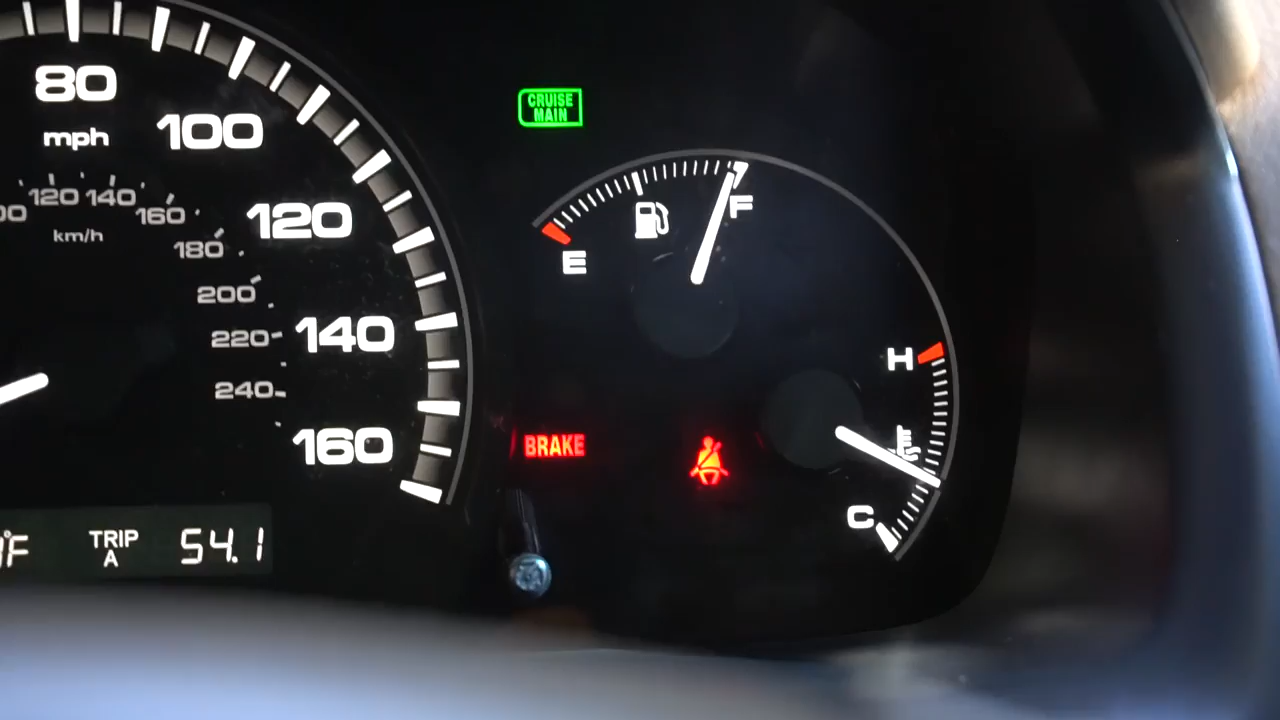 80
mph
100
120
140
160
120
140
160
km/h
180
200
220
240
CRUISE
MAIN
E
F
H
C
BRAKE
°F
TRIP
A
54.1